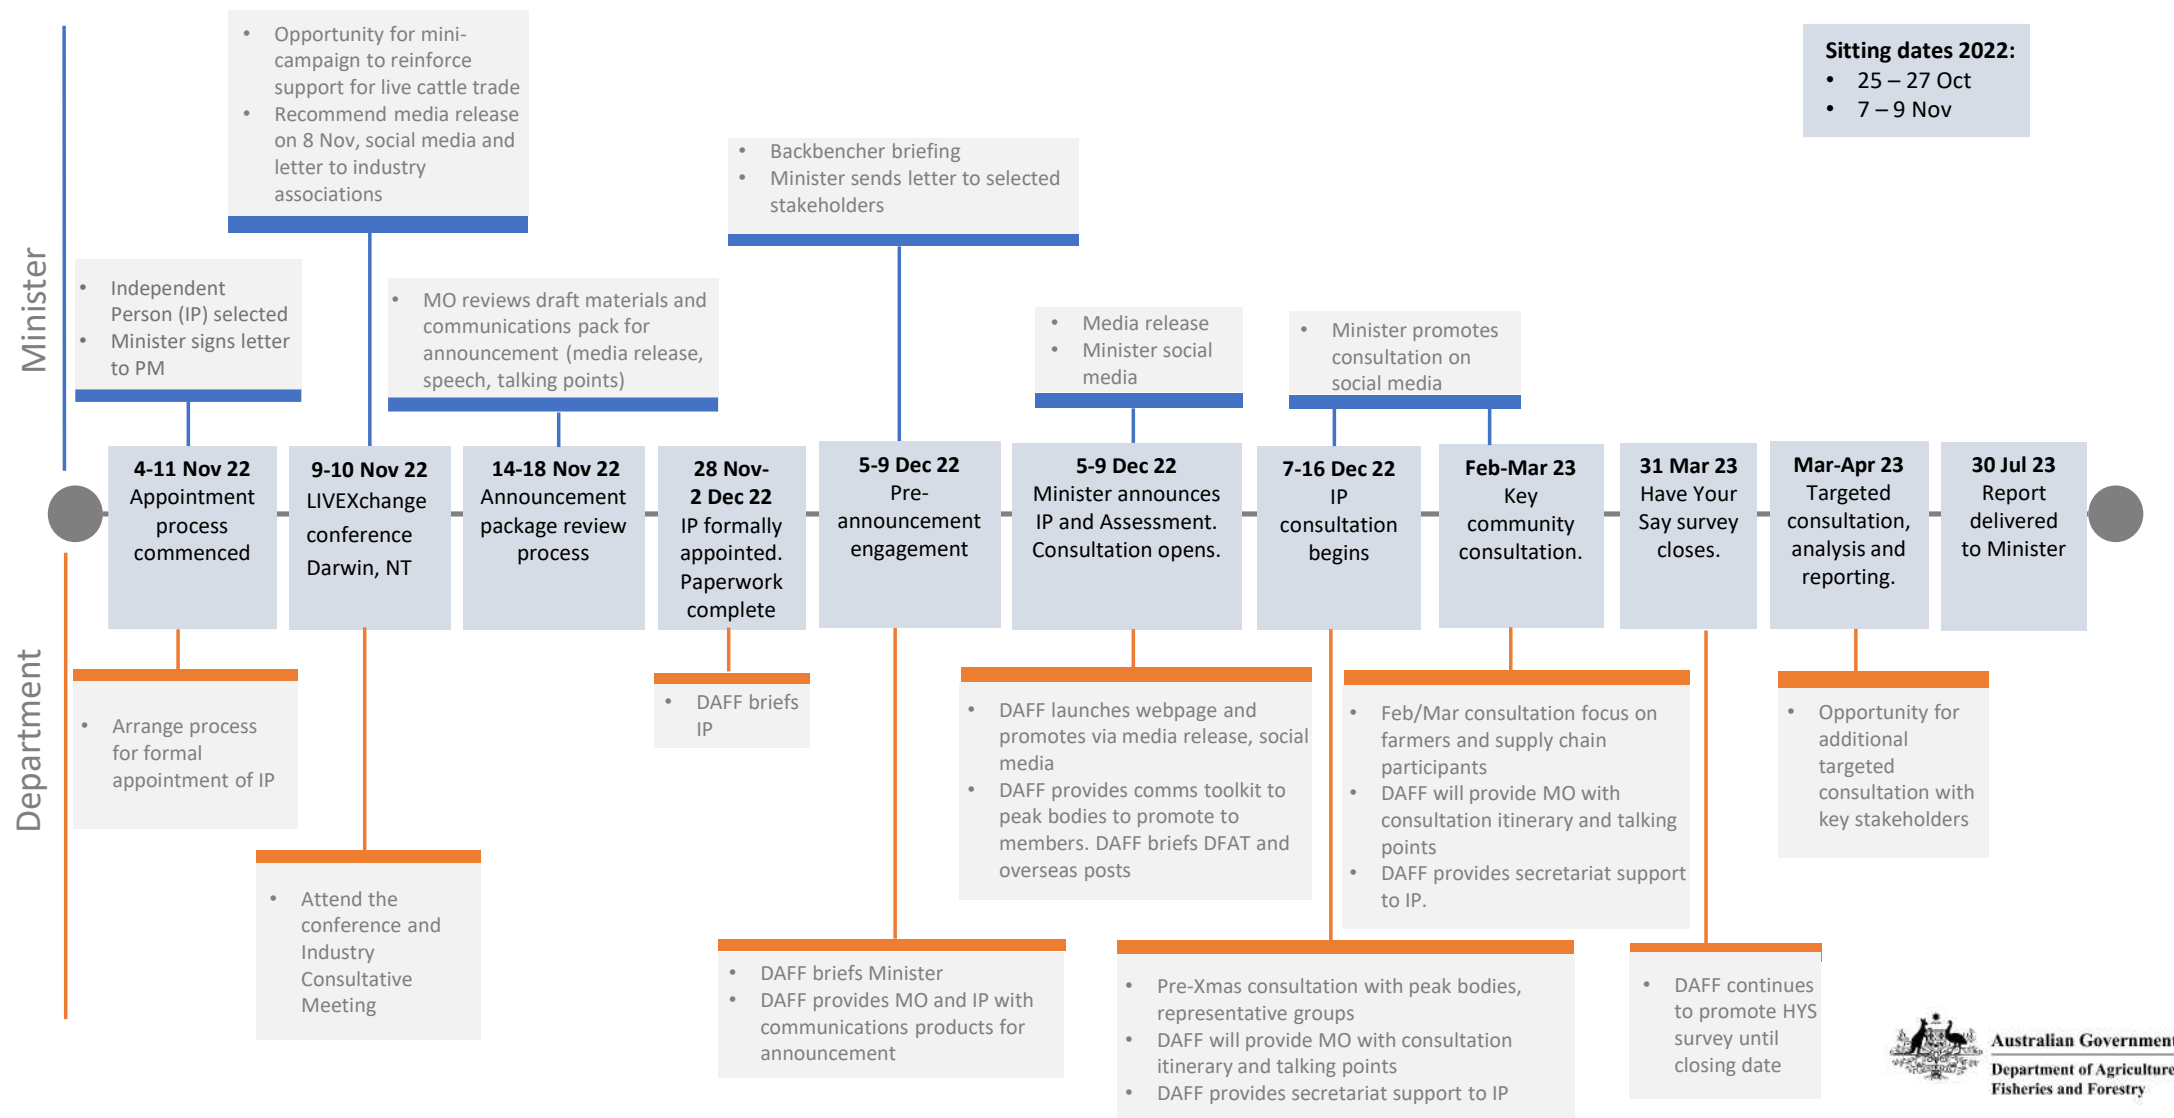 • Opportunity for mini-
campaign to reinforce
support for live cattle trade
• Recommend media release
on 8 Nov, social media and
letter to industry
associations
Sitting dates 2022:
• 25 – 27 Oct
• 7 – 9 Nov
• Backbencher briefing
• Minister sends letter to selected
stakeholders
Minister
• Independent
Person (IP) selected
• Minister signs letter
to PM
• MO reviews draft materials and
communications pack for
announcement (media release,
speech, talking points)
• Media release
• Minister social
media
• Minister promotes
consultation on
social media
4-11 Nov 22
Appointment
process
commenced
9-10 Nov 22
LIVEXchange
conference
Darwin, NT
14-18 Nov 22
Announcement
package review
process
28 Nov-
2 Dec 22
IP formally
appointed.
Paperwork
complete
5-9 Dec 22
Pre-
announcement
engagement
5-9 Dec 22
Minister announces
IP and Assessment.
Consultation opens.
7-16 Dec 22
IP
consultation
begins
Feb-Mar 23
Key
community
consultation.
31 Mar 23
Have Your
Say survey
closes.
Mar-Apr 23
Targeted
consultation,
analysis and
reporting.
30 Jul 23
Report
delivered
to Minister
Department
• Arrange process
for formal
appointment of IP
• Attend the
conference and
Industry
Consultative
Meeting
• DAFF briefs
IP
• DAFF briefs Minister
• DAFF provides MO and IP with
communications products for
announcement
• DAFF launches webpage and
promotes via media release, social
media
• DAFF provides comms toolkit to
peak bodies to promote to
members. DAFF briefs DFAT and
overseas posts
• Pre-Xmas consultation with peak bodies,
representative groups
• DAFF will provide MO with consultation
itinerary and talking points
• DAFF provides secretariat support to IP
• Feb/Mar consultation focus on
farmers and supply chain
participants
• DAFF will provide MO with
consultation itinerary and talking
points
• DAFF provides secretariat support
to IP.
• DAFF continues
to promote HYS
survey until
closing date
• Opportunity for
additional
targeted
consultation with
key stakeholders
Australian Government
Department of Agriculture
Fisheries and Forestry